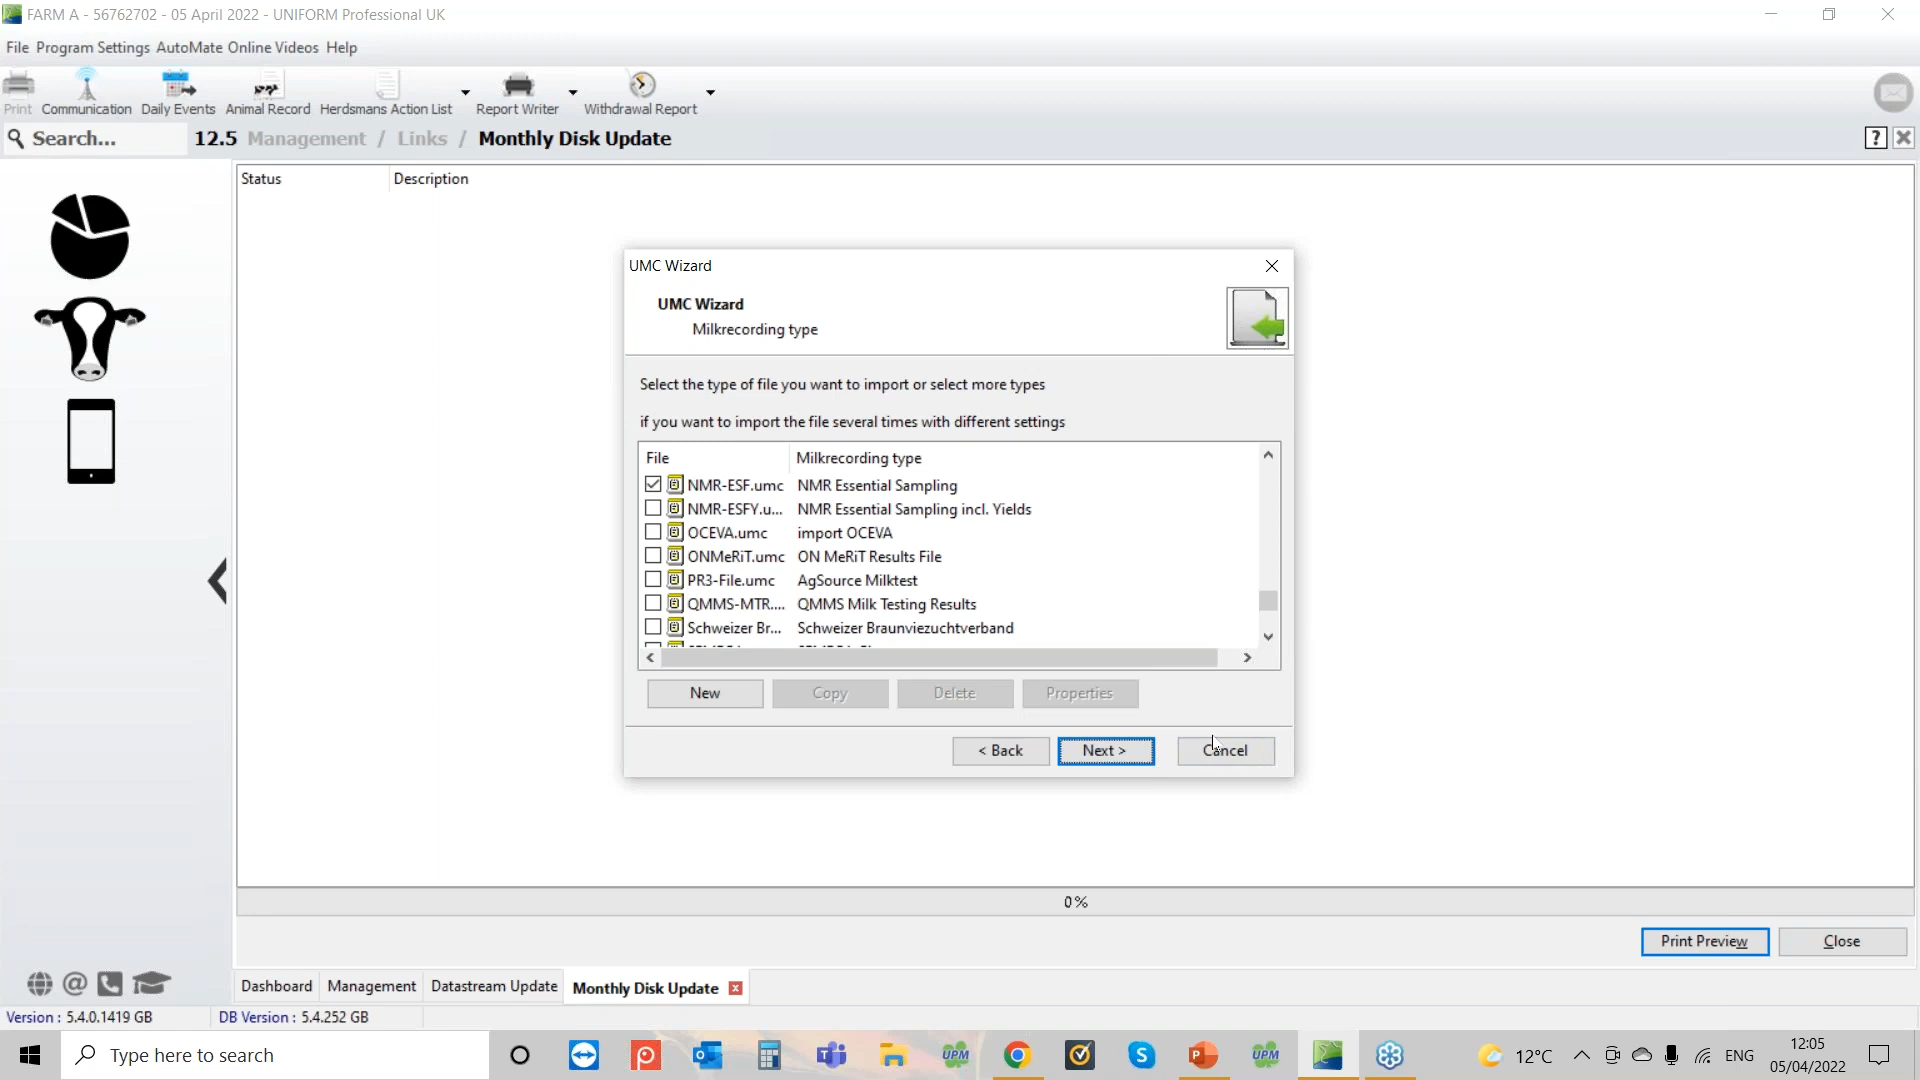 FARM A - 56762702 - 05 April 2022 - UNIFORM Professional UK
File Program Settings AutoMate Online Videos Help
Print Communication Daily Events Animal Record Herdsmans Action List Report Writer Withdrawal Report
Search... 12.5 Management / Links / Monthly Disk Update
Status Description
UMC Wizard
UMC Wizard
Milkrecording type
Select the type of file you want to import or select more types
if you want to import the file several times with different settings
File Milkrecording type
NMR-ESF.umc NMR Essential Sampling
NMR-ESFY.u... NMR Essential Sampling incl. Yields
OCEVA.umc import OCEVA
ONMeRiT.umc ON MeRiT Results File
PR3-File.umc AgSource Milktest
QMMS-MTR.... QMMS Milk Testing Results
Schweizer Br... Schweizer Braunviezuchtverband
New Copy Delete Properties
< Back Next > Cancel
0%
Print Preview Close
Dashboard Management Datastream Update Monthly Disk Update
Version : 5.4.0.1419 GB DB Version : 5.4.252 GB
Type here to search
UPM UPM
12°C ENG
12:05
05/04/2022